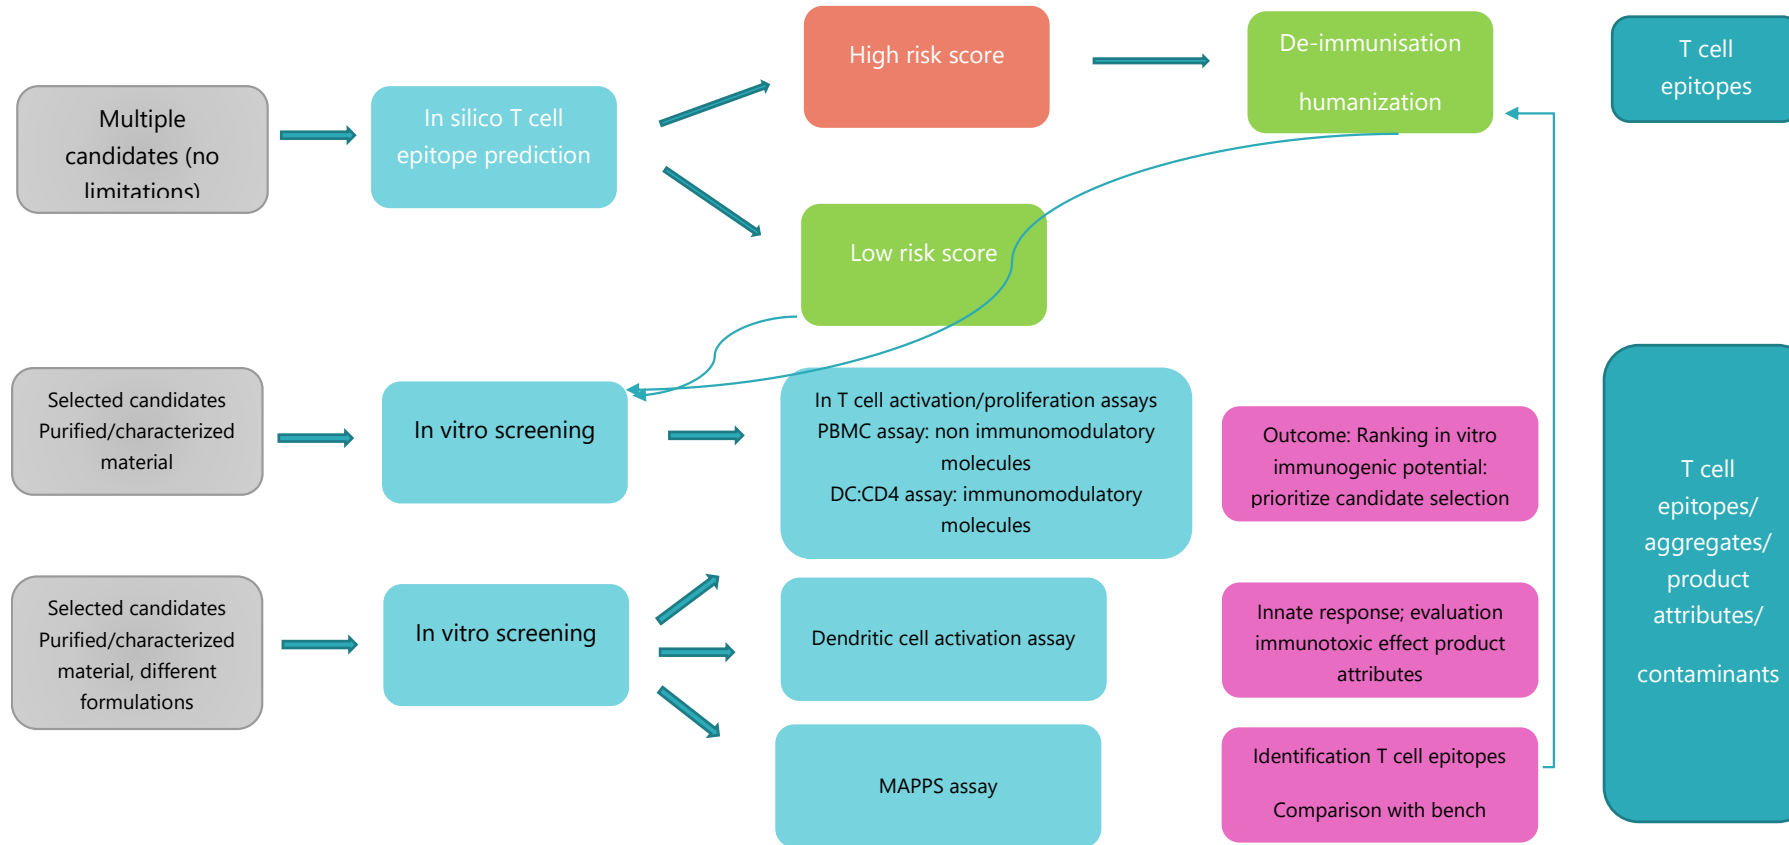 High risk score
De-immunisation
humanization
T cell
epitopes
Multiple
candidates (no
limitations)
In silico T cell
epitope prediction
Low risk score
Selected candidates
Purified/characterized
material
In vitro screening
In T cell activation/proliferation assays
PBMC assay: non immunomodulatory
molecules
DC:CD4 assay: immunomodulatory
molecules
Outcome: Ranking in vitro
immunogenic potential:
prioritize candidate selection
T cell
epitopes/
aggregates/
product
attributes/
contaminants
Selected candidates
Purified/characterized
material, different
formulations
In vitro screening
Dendritic cell activation assay
Innate response; evaluation
immunotoxic effect product
attributes
MAPPS assay
Identification T cell epitopes
Comparison with bench